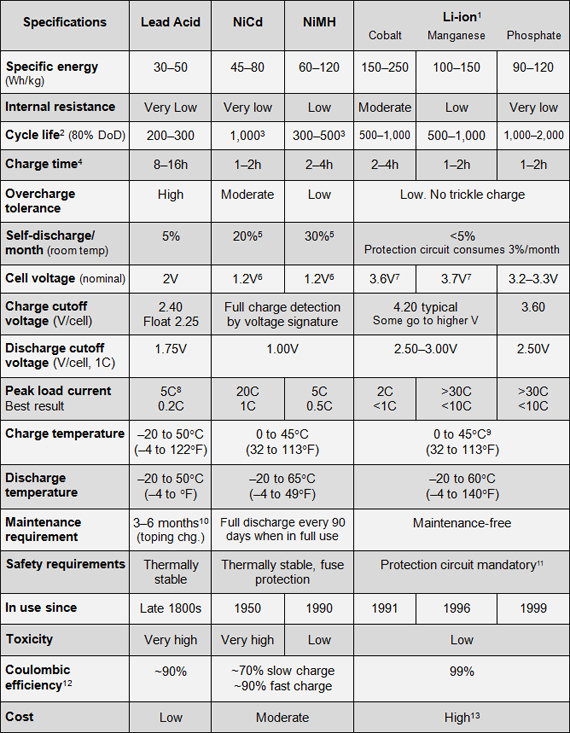 Specifications Lead Acid NiCd NiMH Li-ion¹
Cobalt Manganese Phosphate
Specific energy
(Wh/kg) 30–50 45–80 60–120 150–250 100–150 90–120
Internal resistance Very Low Very low Low Moderate Low Very low
Cycle life² (80% DoD) 200–300 1,000³ 300–500³ 500–1,000 500–1,000 1,000–2,000
Charge time⁴ 8–16h 1–2h 2–4h 2–4h 1–2h 1–2h
Overcharge
tolerance High Moderate Low Low. No trickle charge
Self-discharge/
month (room temp) 5% 20%⁵ 30%⁵ <5%
Protection circuit consumes 3%/month
Cell voltage (nominal) 2V 1.2V⁶ 1.2V⁶ 3.6V⁷ 3.7V⁷ 3.2–3.3V
Charge cutoff
voltage (V/cell) 2.40
Float 2.25 Full charge detection
by voltage signature 4.20 typical
Some go to higher V 3.60
Discharge cutoff
voltage (V/cell, 1C) 1.75V 1.00V 2.50–3.00V 2.50V
Peak load current 5C⁸ 20C 5C 2C >30C >30C
Best result 0.2C 1C 0.5C <1C <10C <10C
Charge temperature –20 to 50°C 0 to 45°C 0 to 45°C⁹
(–4 to 122°F) (32 to 113°F) (32 to 113°F)
Discharge –20 to 50°C –20 to 65°C –20 to 60°C
temperature (–4 to °F) (–4 to 49°F) (–4 to 140°F)
Maintenance 3–6 months¹⁰ Full discharge every 90 Maintenance-free
requirement (toping chg.) days when in full use
Safety requirements Thermally
stable Thermally stable, fuse
protection Protection circuit mandatory¹¹
In use since Late 1800s 1950 1990 1991 1996 1999
Toxicity Very high Very high Low Low
Coulombic
efficiency¹² ~90% ~70% slow charge
~90% fast charge 99%
Cost Low Moderate High¹³